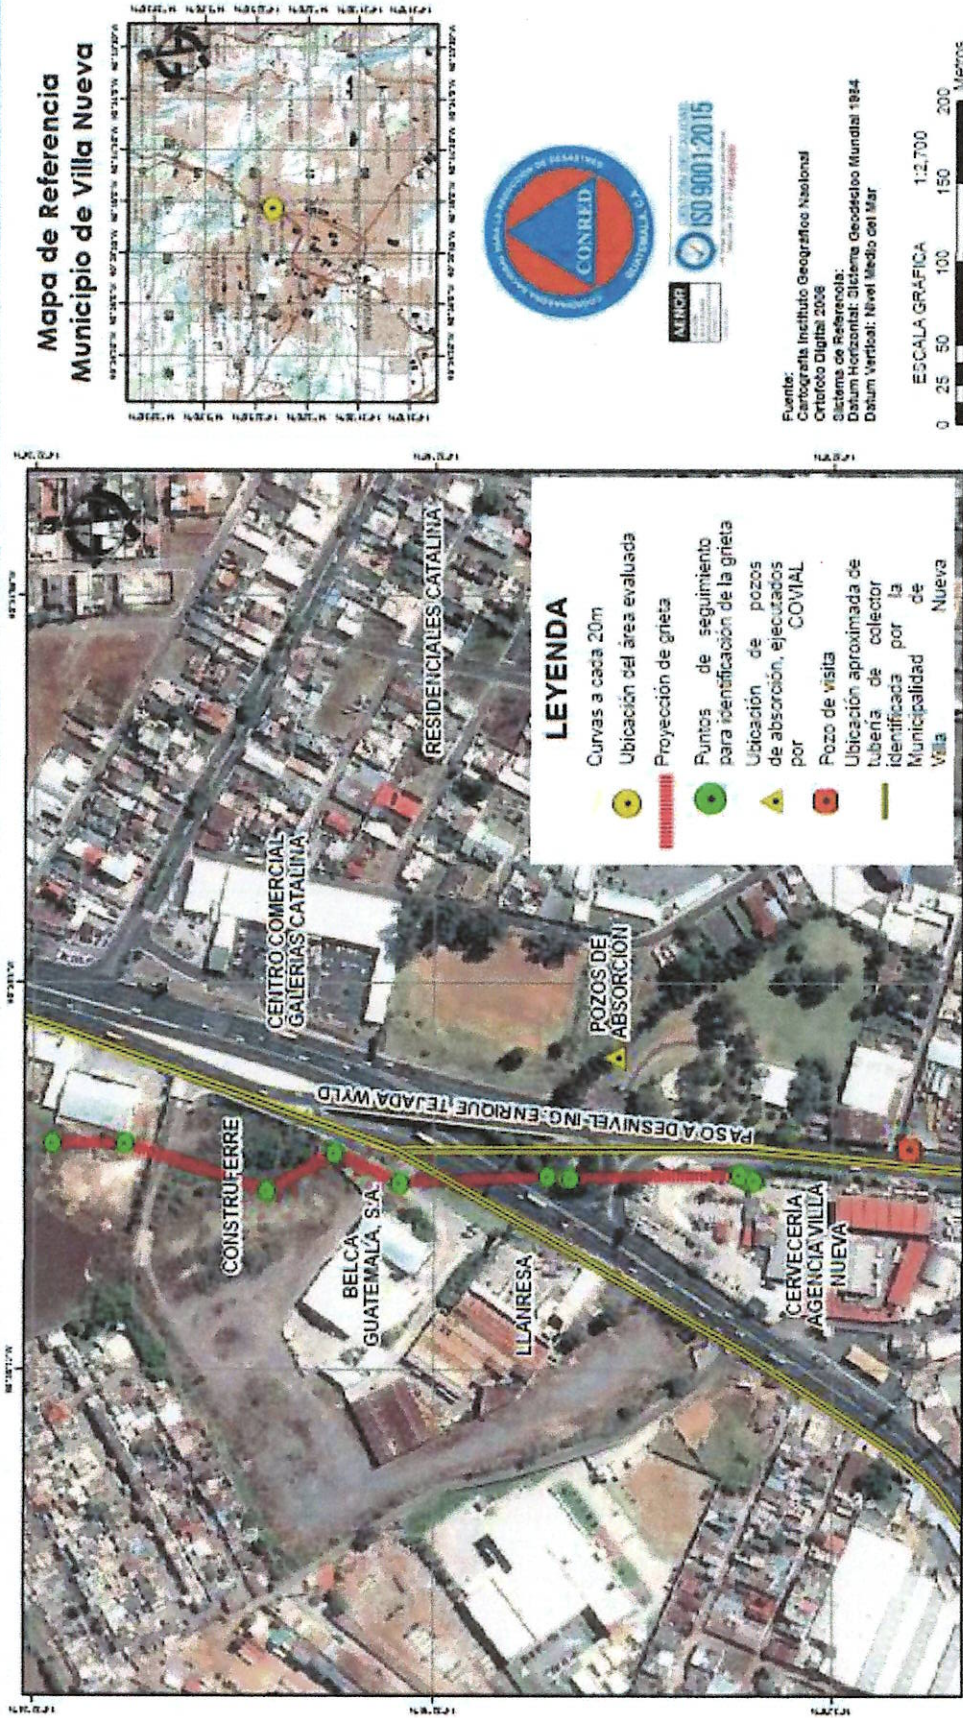 Mapa de Referencia
Municipio de Villa Nueva
CENTRO COMERCIAL
GALERIAS CATALINA
RESIDENCIALES CATALINA
CONSTRUFERRE
PASO A DESNIVEL ING. ENRIQUE TEJADA WYLD
BELCA
GUATEMALA, S.A.
LLANRESA
POZOS DE
ABSORCIÓN
CERVECERÍA
AGENCIA VILLA
NUEVA
LEYENDA
Curvas a cada 20m
Ubicación del área evaluada
Proyección de grieta
Puntos de seguimiento
para identificación de la grieta
Ubicación de pozos
de absorción, ejecutados
por COVIAL
Pozo de visita
Ubicación aproximada de
tubería de colector
identificada por la
Municipalidad de
Villa Nueva
CONRED
GUATEMALA, C.A.
AENOR
ISO 9001:2015
Fuente:
Cartografía Instituto Geográfico Nacional
Ortofoto Digital 2006
Sistema de Referencia:
Datum Horizontal: Sistema Geodésico Mundial 1984
Datum Vertical: Nivel Medio del Mar
ESCALA GRÁFICA 1:2,700
0 25 50 100 150 200
Metros